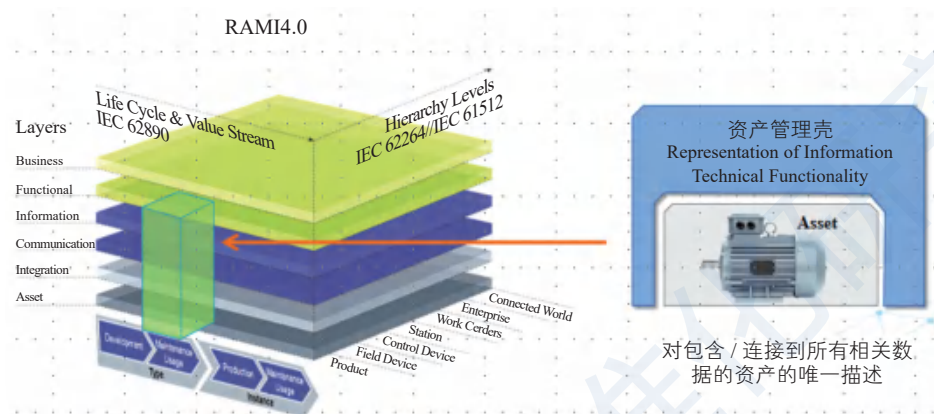 RAMI4.0
Life Cycle & Value Stream
IEC 62890
Hierarchy Levels
IEC 62264//IEC 61512
Layers
Business
Functional
Information
Communication
Integration
Asset
Development
Maintenance
Usage
Type
Production
Maintenance
Usage
Instance
Connected World
Enterprise
Work Cerders
Station
Control Device
Field Device
Product
资产管理壳
Representation of Information
Technical Functionality
Asset
对包含 / 连接到所有相关数
据的资产的唯一描述